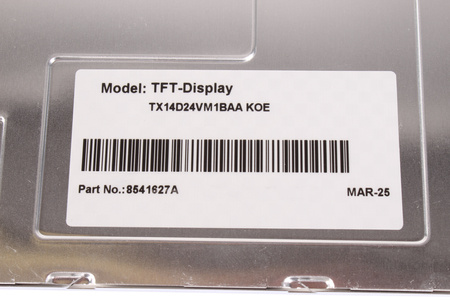 Model: TFT-Display
TX14D24VM1BAA KOE
Part No.:8541627A MAR-25